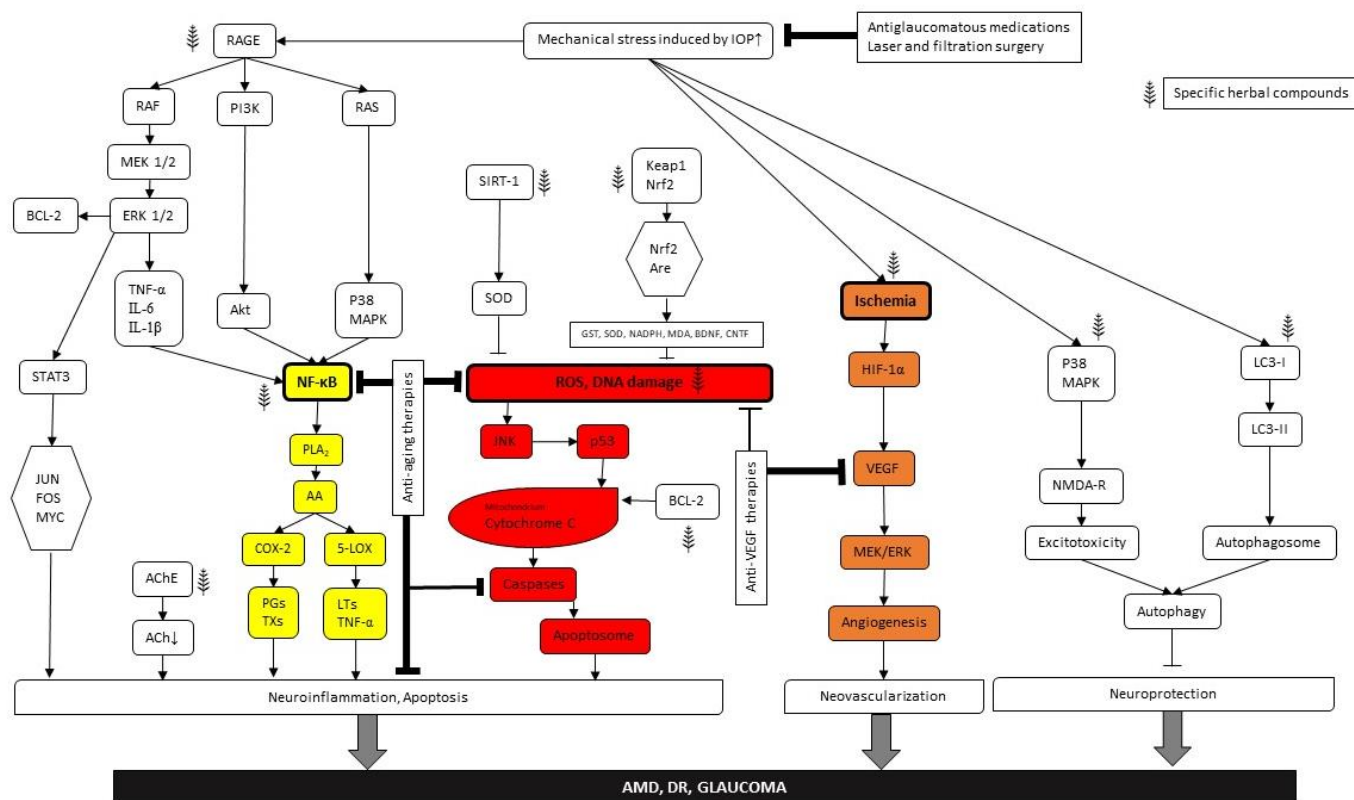 RAGE
Mechanical stress induced by IOP↑
Antiglaucomatous medications
Laser and filtration surgery
Specific herbal compounds
RAF
PI3K
RAS
MEK 1/2
SIRT-1
Keap1
Nrf2
BCL-2
ERK 1/2
Nrf2
Are
TNF-α
IL-6
IL-1β
Akt
P38
MAPK
SOD
Ischemia
GST, SOD, NADPH, MDA, BDNF, CNTF
STAT3
NF-κB
Anti-aging therapies
ROS, DNA damage
HIF-1α
P38
MAPK
LC3-I
JNK
p53
LC3-II
PLA₂
Anti-VEGF therapies
VEGF
JUN
FOS
MYC
AA
Mitochondrium
Cytochrome C
BCL-2
NMDA-R
COX-2
5-LOX
MEK/ERK
Excitotoxicity
Autophagosome
AChE
Caspases
PGs
TXs
LTs
TNF-α
Autophagy
ACh↓
Apoptosome
Angiogenesis
Neuroinflammation, Apoptosis
Neovascularization
Neuroprotection
AMD, DR, GLAUCOMA